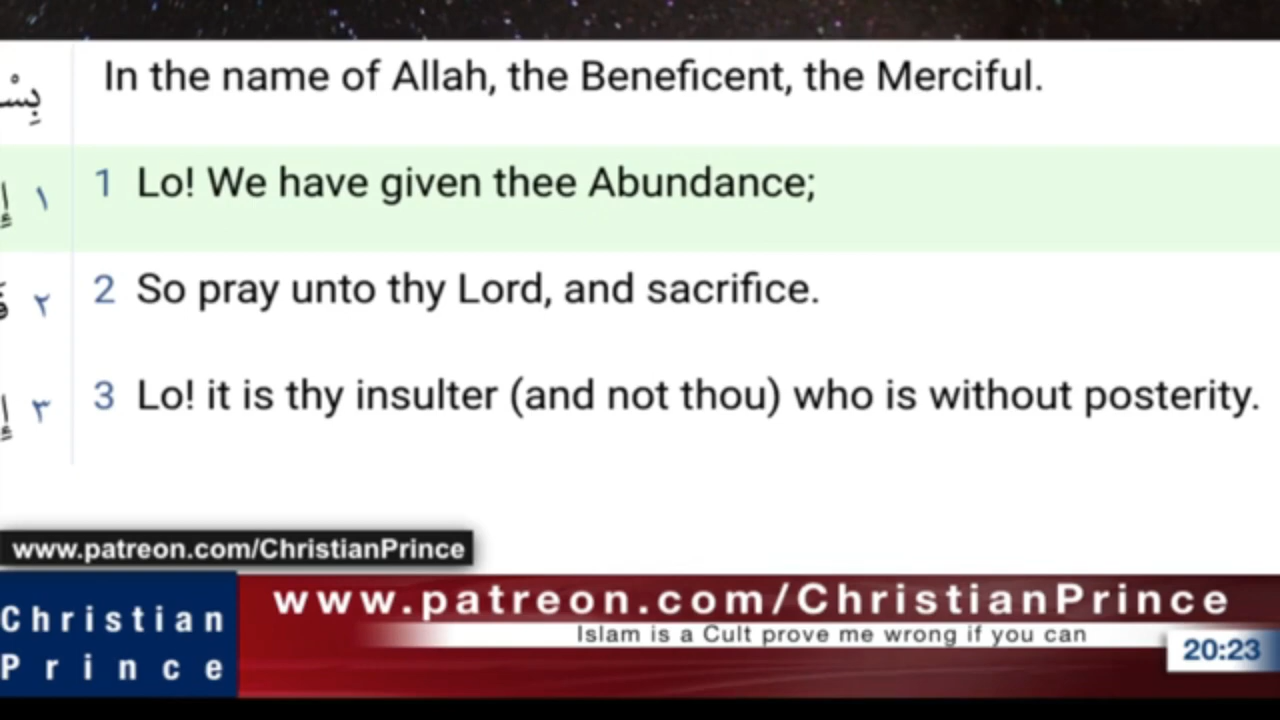 In the name of Allah, the Beneficent, the Merciful.
١ 1 Lo! We have given thee Abundance;
٢ 2 So pray unto thy Lord, and sacrifice.
٣ 3 Lo! it is thy insulter (and not thou) who is without posterity.
www.patreon.com/ChristianPrince
www.patreon.com/ChristianPrince
Islam is a Cult prove me wrong if you can
Christian
Prince
20:23